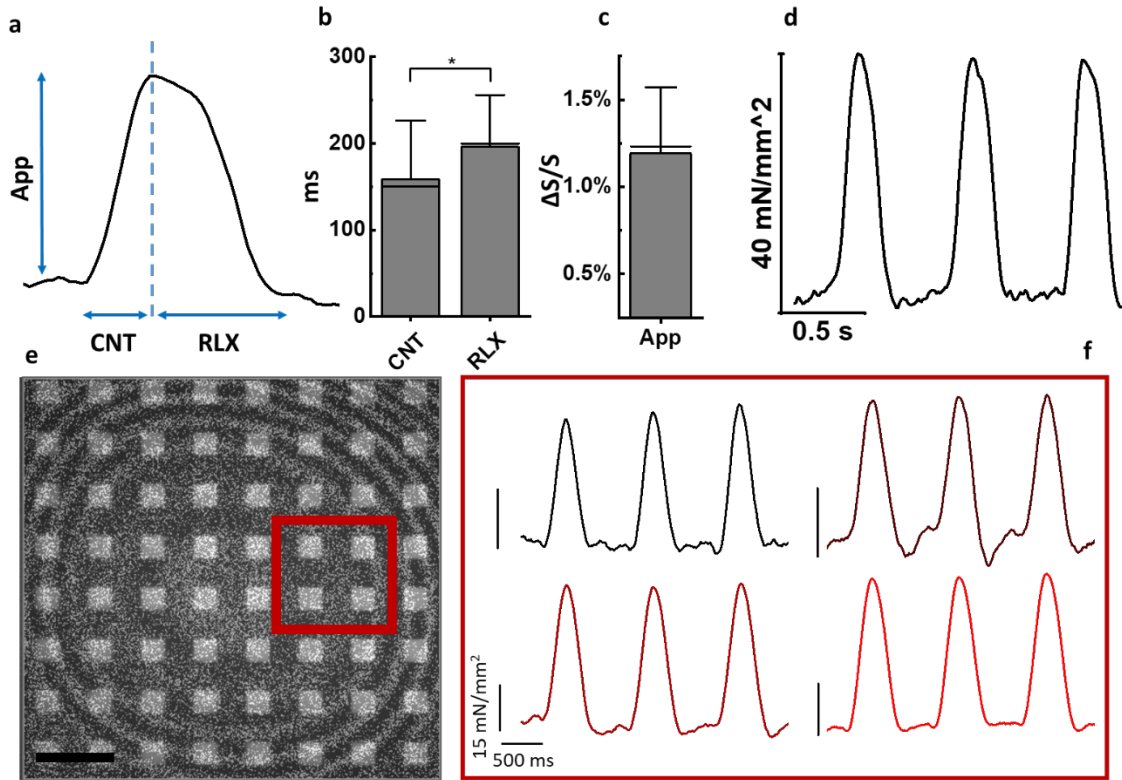 a
App
CNT
RLX
b
300
200
100
0
ms
*
CNT
RLX
c
1.5%
1.0%
0.5%
ΔS/S
App
d
40 mN/mm^2
0.5 s
e
f
15 mN/mm²
500 ms